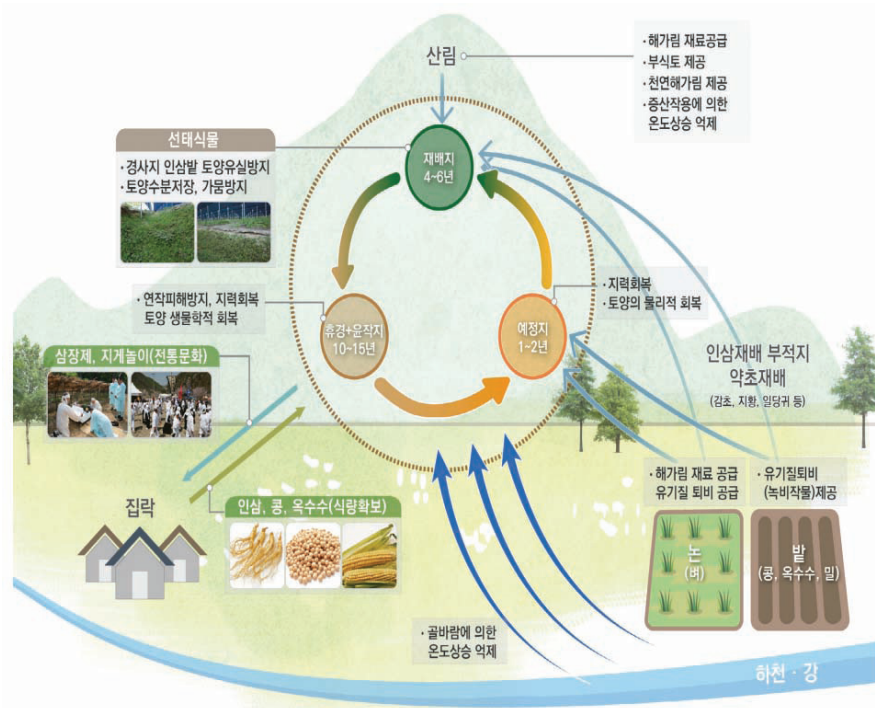 산림
· 해가림 재료공급
· 부식토 제공
· 천연해가림 제공
· 증산작용에 의한
온도상승 억제
선태식물
· 경사지 인삼밭 토양유실방지
· 토양수분저장, 가뭄방지
재배지
4~6년
· 연작피해방지, 지력회복
토양 생물학적 회복
휴경+윤작지
10~15년
예정지
1~2년
· 지력회복
· 토양의 물리적 회복
삼장제, 지게놀이(전통문화)
인삼재배 부적지
약초재배
(감초, 지황, 일당귀 등)
집락
인삼, 콩, 옥수수(식량확보)
· 해가림 재료 공급
유기질 퇴비 공급
· 유기질퇴비
(녹비작물)제공
논
(벼)
밭
(콩, 옥수수, 밀)
· 골바람에 의한
온도상승 억제
하천 · 강